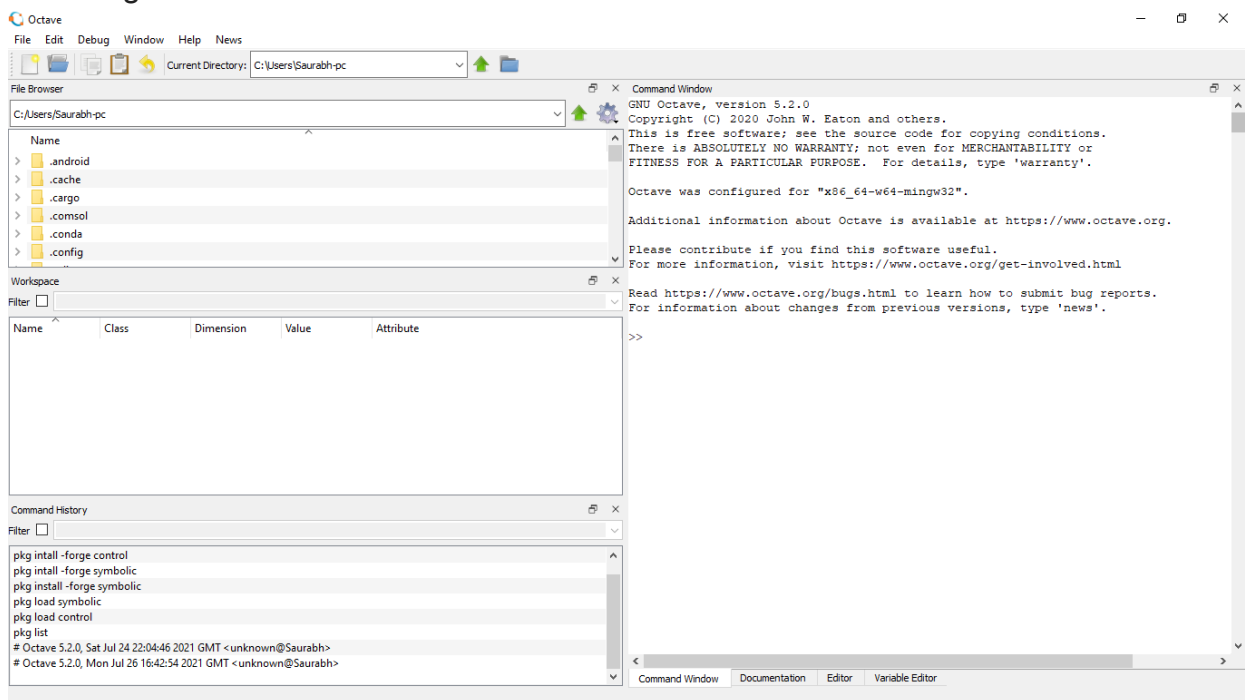 Octave
File Edit Debug Window Help News
Current Directory: C:\Users\Saurabh-pc
File Browser
C:/Users/Saurabh-pc
Name
.android
.cache
.cargo
.comsol
.conda
.config
Workspace
Filter
Name Class Dimension Value Attribute
Command History
Filter
pkg intall -forge control
pkg intall -forge symbolic
pkg install -forge symbolic
pkg load symbolic
pkg load control
pkg list
# Octave 5.2.0, Sat Jul 24 22:04:46 2021 GMT <unknown@Saurabh>
# Octave 5.2.0, Mon Jul 26 16:42:54 2021 GMT <unknown@Saurabh>
Command Window
GNU Octave, version 5.2.0
Copyright (C) 2020 John W. Eaton and others.
This is free software; see the source code for copying conditions.
There is ABSOLUTELY NO WARRANTY; not even for MERCHANTABILITY or
FITNESS FOR A PARTICULAR PURPOSE.  For details, type 'warranty'.
Octave was configured for "x86_64-w64-mingw32".
Additional information about Octave is available at https://www.octave.org.
Please contribute if you find this software useful.
For more information, visit https://www.octave.org/get-involved.html
Read https://www.octave.org/bugs.html to learn how to submit bug reports.
For information about changes from previous versions, type 'news'.
>>
Command Window Documentation Editor Variable Editor